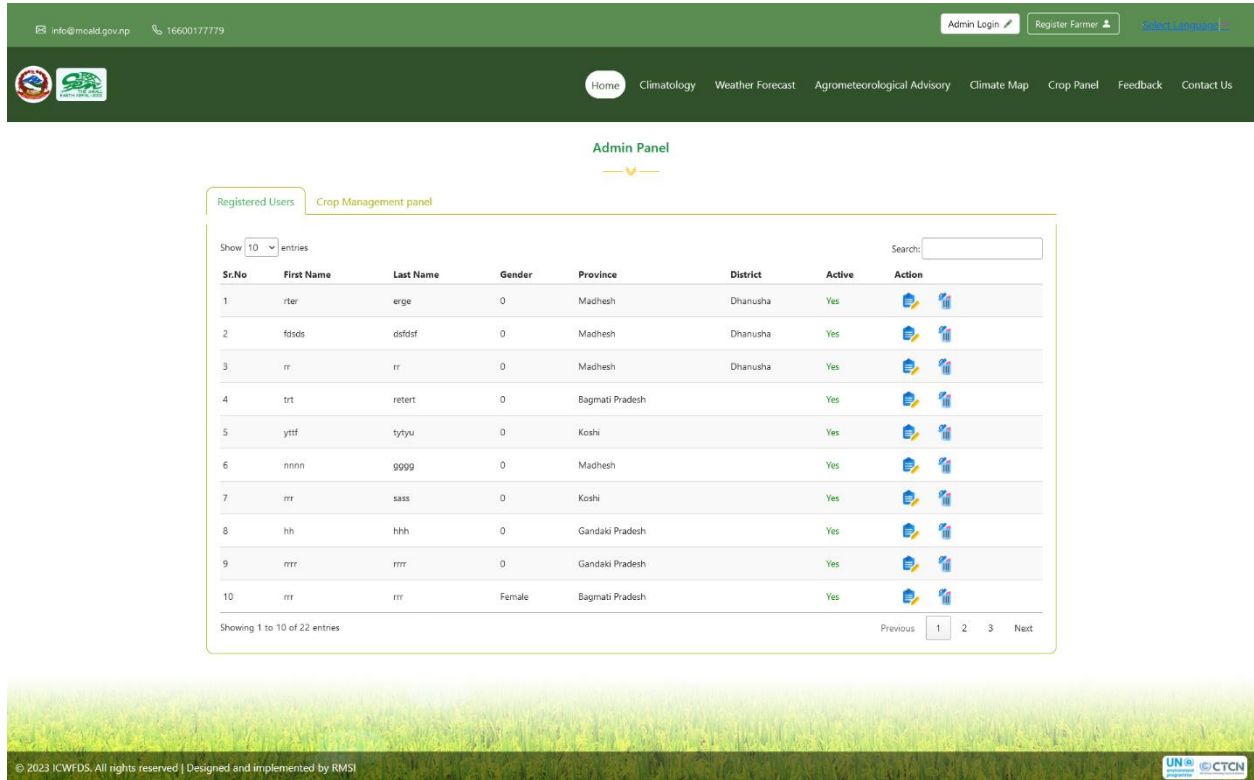 info@moald.gov.np 16600177779 Admin Login Register Farmer Select Language
Home Climatology Weather Forecast Agrometeorological Advisory Climate Map Crop Panel Feedback Contact Us
Admin Panel
Registered Users Crop Management panel
Show 10 entries Search:
Sr.No First Name Last Name Gender Province District Active Action
1 rter erge 0 Madhesh Dhanusha Yes
2 fdsds dsfdsf 0 Madhesh Dhanusha Yes
3 rr rr 0 Madhesh Dhanusha Yes
4 trt retert 0 Bagmati Pradesh Yes
5 yttf tytyu 0 Koshi Yes
6 nnnn gggg 0 Madhesh Yes
7 rrr sass 0 Koshi Yes
8 hh hhh 0 Gandaki Pradesh Yes
9 rrrr rrrr 0 Gandaki Pradesh Yes
10 rrr rrr Female Bagmati Pradesh Yes
Showing 1 to 10 of 22 entries Previous 1 2 3 Next
© 2023 ICWFDS. All rights reserved | Designed and implemented by RMSI
UN environment programme CTCN